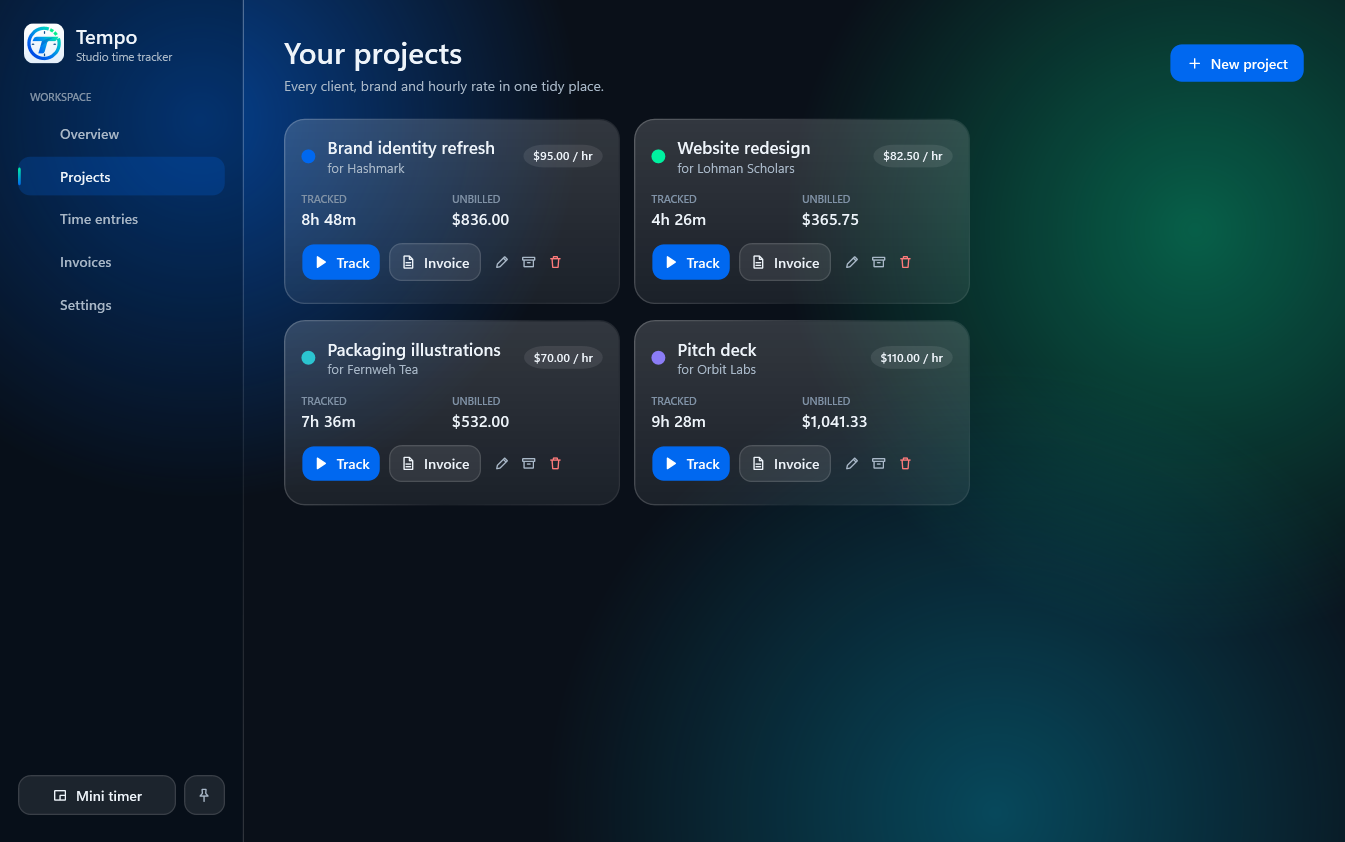 Tempo
Studio time tracker
WORKSPACE
Overview
Projects
Time entries
Invoices
Settings
Mini timer
Your projects
Every client, brand and hourly rate in one tidy place.
New project
Brand identity refresh
for Hashmark
$95.00 / hr
TRACKED
UNBILLED
8h 48m
$836.00
Track
Invoice
Website redesign
for Lohman Scholars
$82.50 / hr
TRACKED
UNBILLED
4h 26m
$365.75
Track
Invoice
Packaging illustrations
for Fernweh Tea
$70.00 / hr
TRACKED
UNBILLED
7h 36m
$532.00
Track
Invoice
Pitch deck
for Orbit Labs
$110.00 / hr
TRACKED
UNBILLED
9h 28m
$1,041.33
Track
Invoice